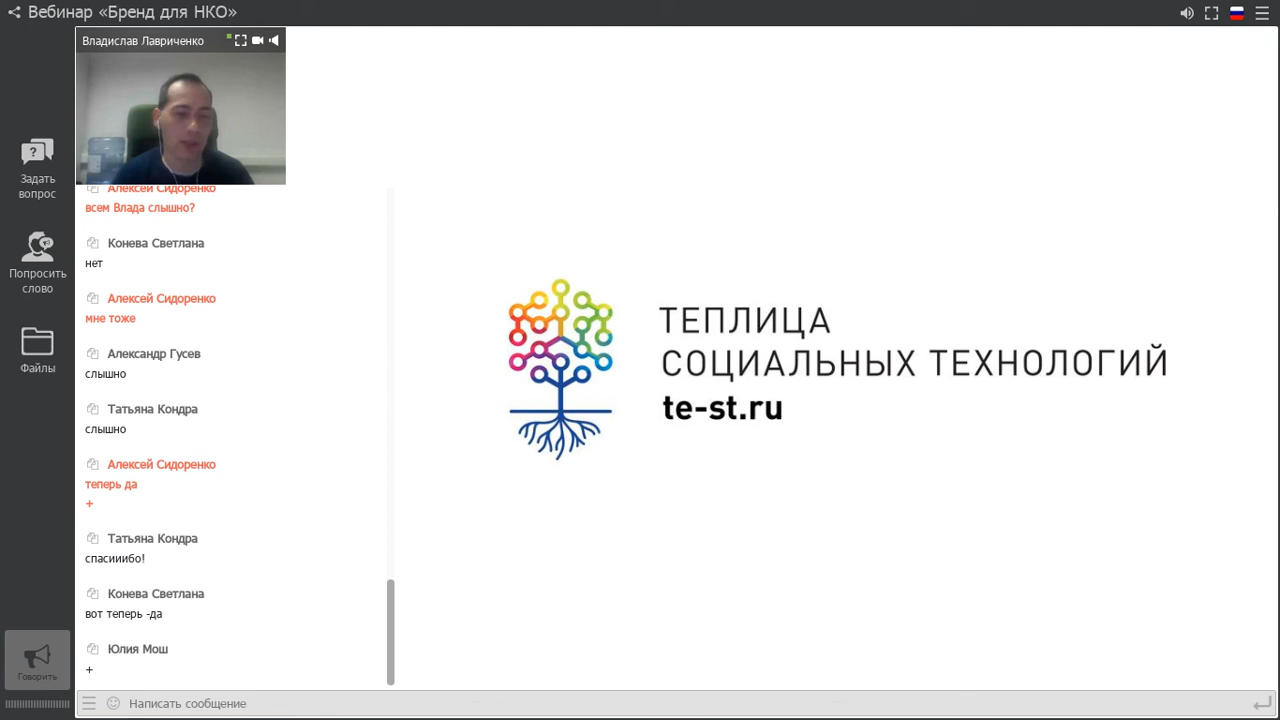 Вебинар «Бренд для НКО»
Владислав Лавриченко
Задать
вопрос
Попросить
слово
Файлы
Говорить
Алексей Сидоренко
всем Влада слышно?
Конева Светлана
нет
Алексей Сидоренко
мне тоже
Александр Гусев
слышно
Татьяна Кондра
слышно
Алексей Сидоренко
теперь да
+
Татьяна Кондра
спасииибо!
Конева Светлана
вот теперь -да
Юлия Мош
+
Написать сообщение
ТЕПЛИЦА
СОЦИАЛЬНЫХ ТЕХНОЛОГИЙ
te-st.ru